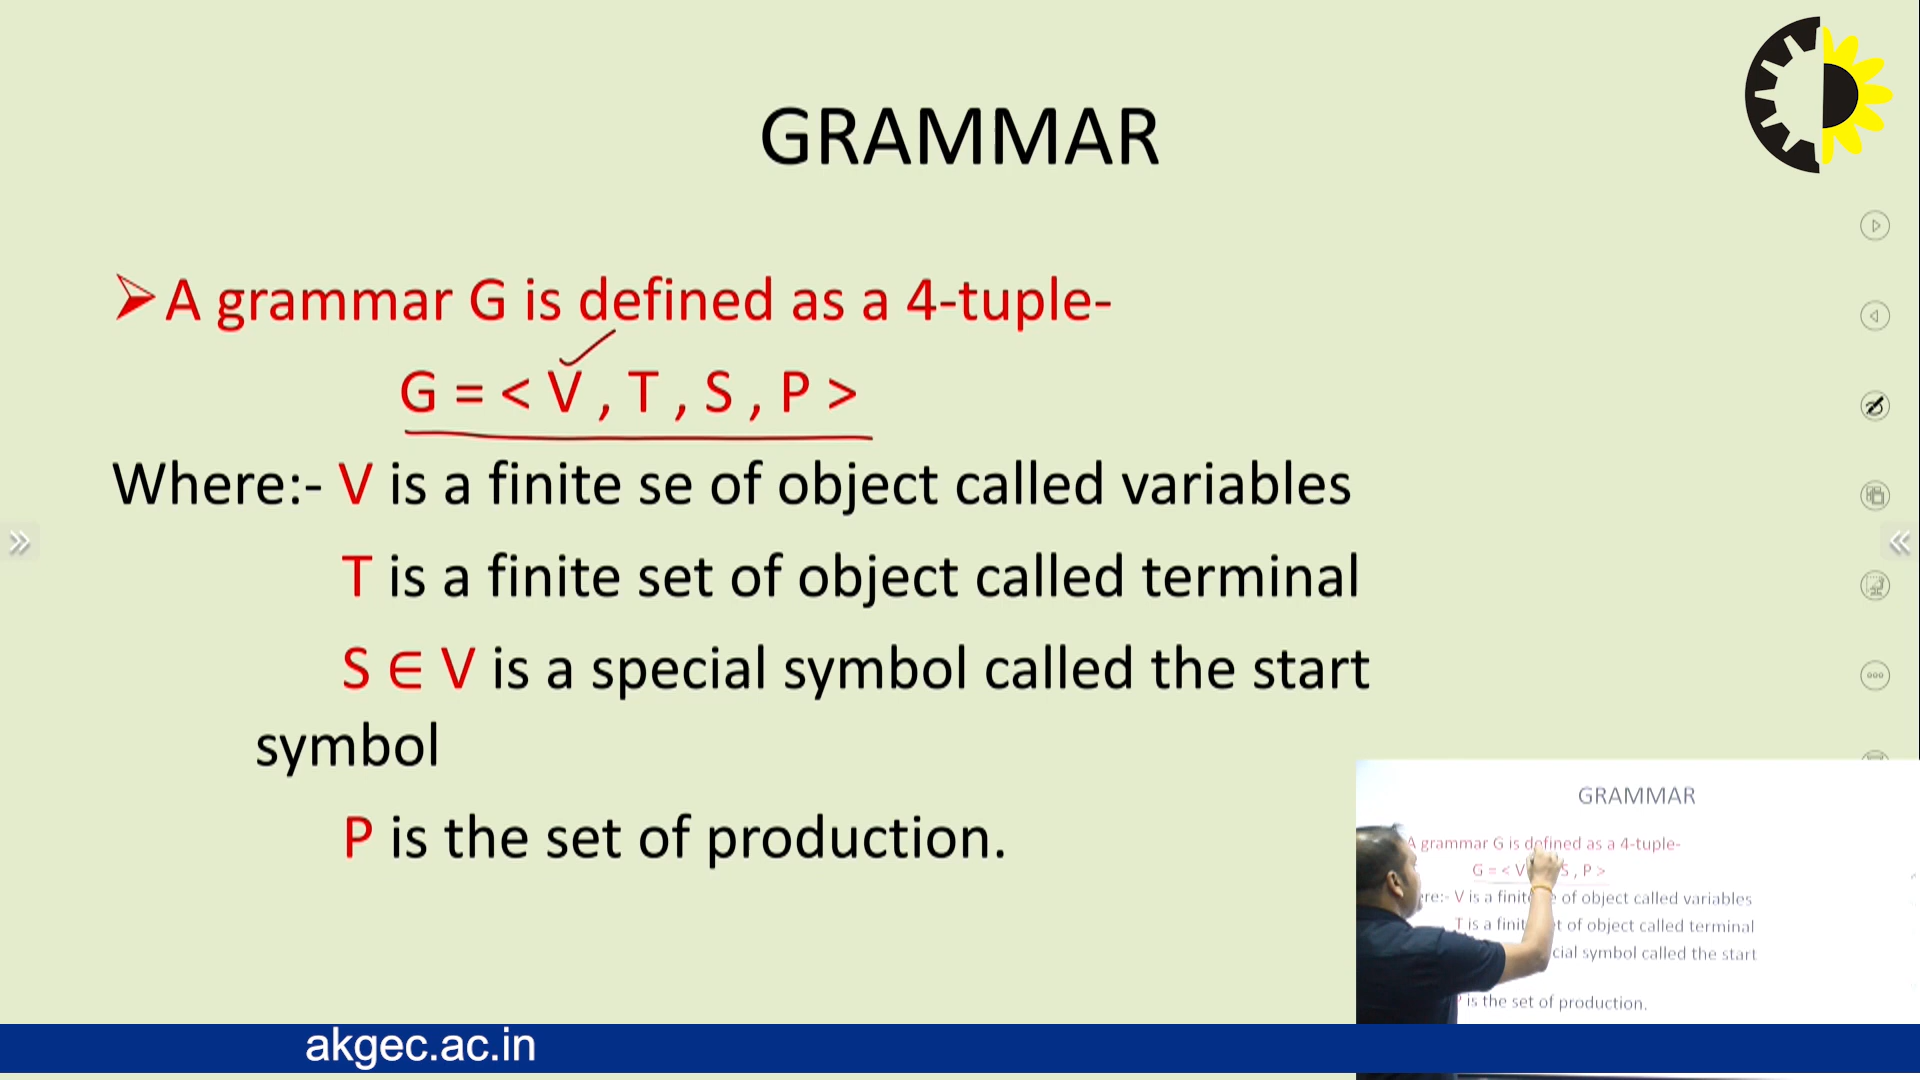 GRAMMAR
A grammar G is defined as a 4-tuple-
G = < V , T , S , P >
Where:- V is a finite se of object called variables
T is a finite set of object called terminal
S ∈ V is a special symbol called the start
symbol
P is the set of production.
GRAMMAR
A grammar G is defined as a 4-tuple-
G = < V S , P >
is a of object called variables
T is a of object called terminal
symbol called the start
is the set of production.
akgec.ac.in